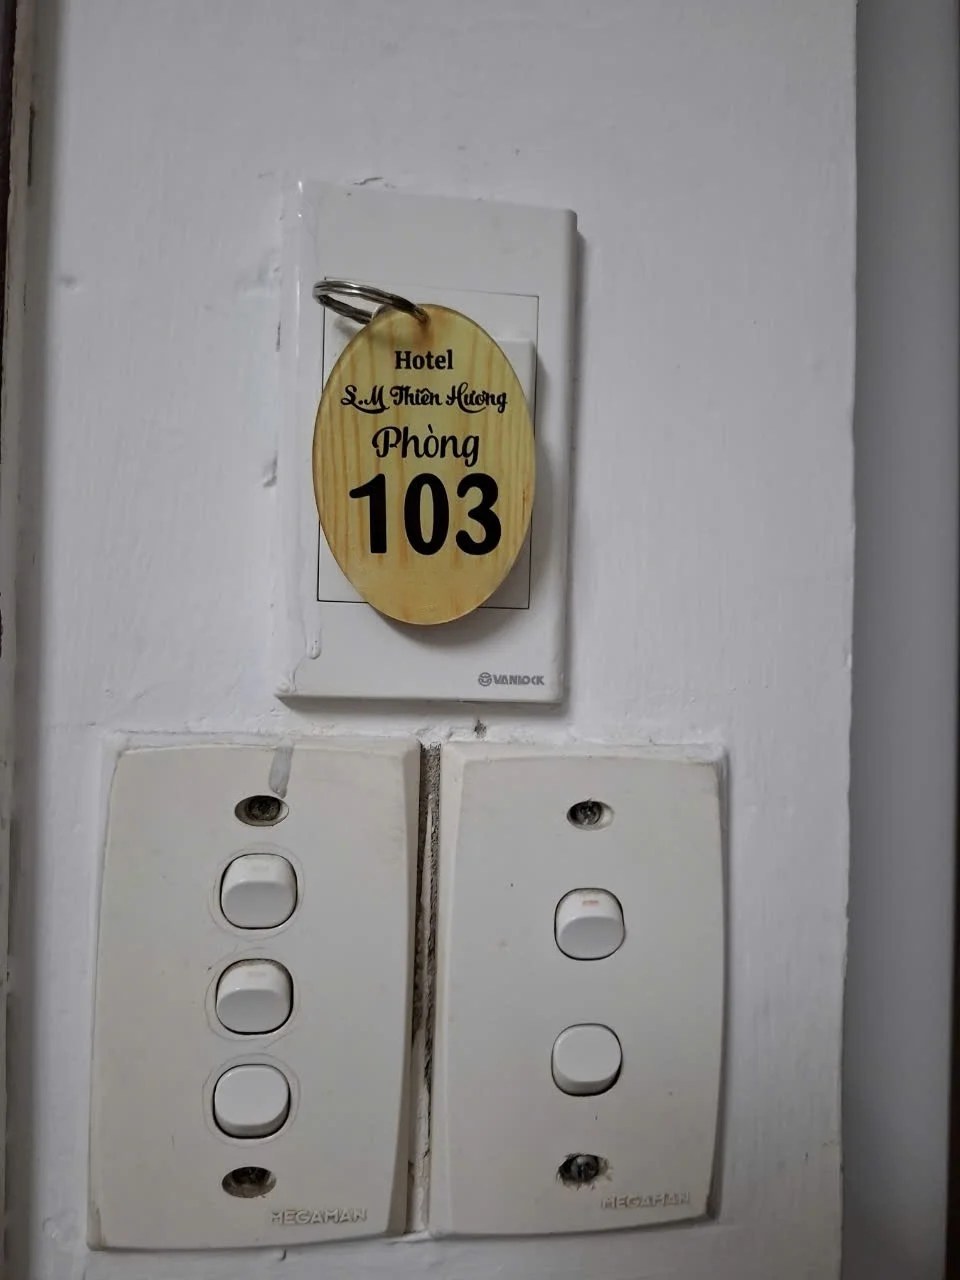 Hotel
S.M Thiên Hương
Phòng
103
VANLOCK
MEGAMAN
MEGAMAN